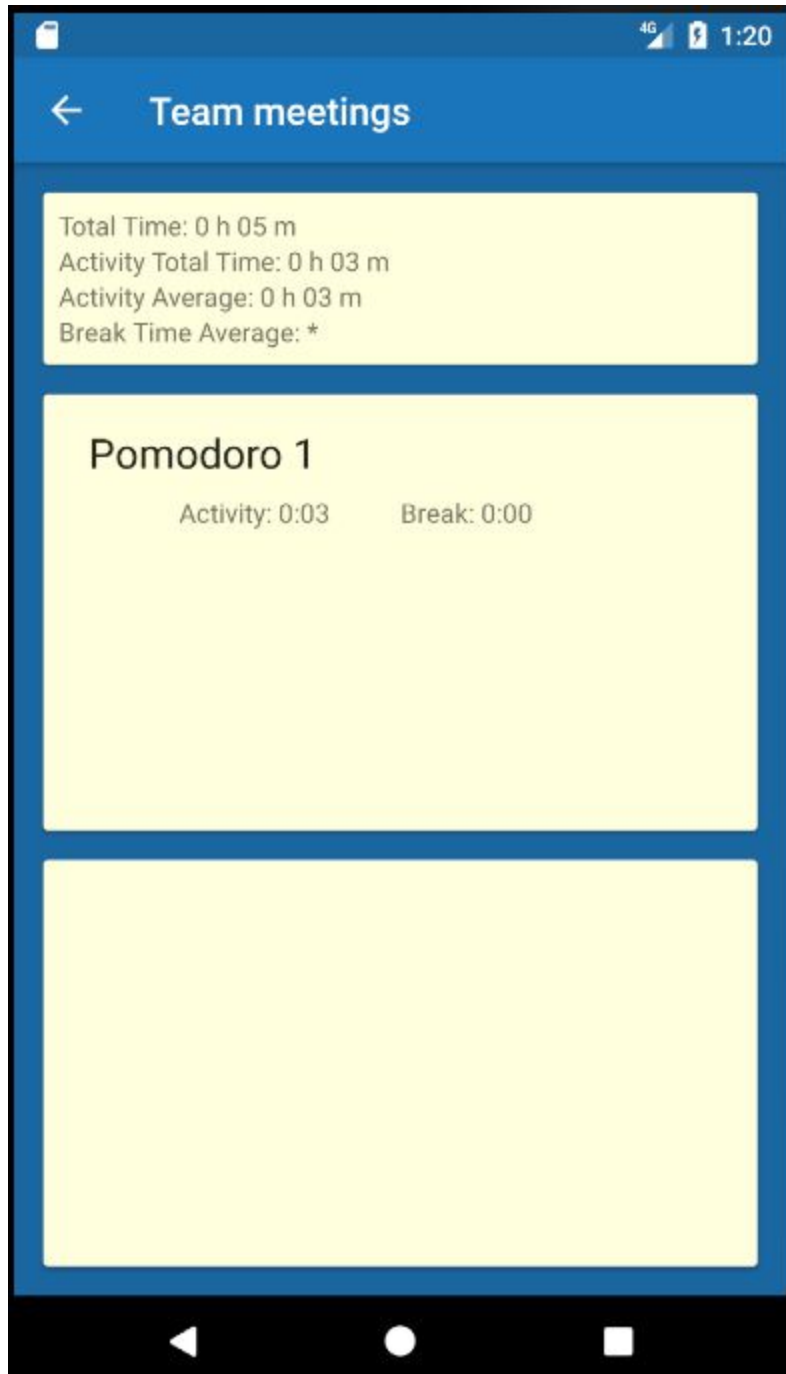 4G 1:20
Team meetings
Total Time: 0 h 05 m
Activity Total Time: 0 h 03 m
Activity Average: 0 h 03 m
Break Time Average: *
Pomodoro 1
Activity: 0:03 Break: 0:00